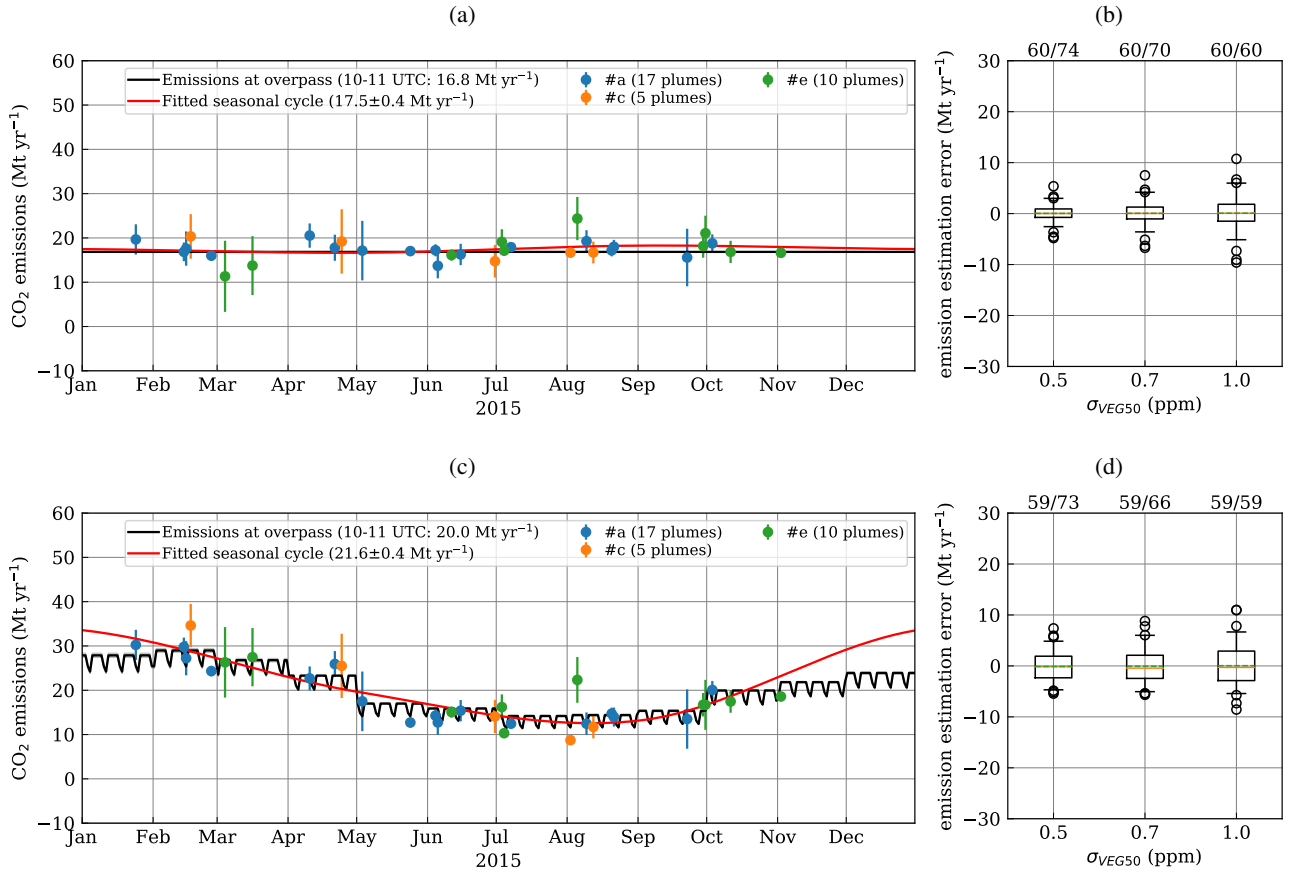 (a)
(b)
60
50
40
30
20
10
0
−10
CO₂ emissions (Mt yr⁻¹)
Emissions at overpass (10-11 UTC: 16.8 Mt yr⁻¹)
Fitted seasonal cycle (17.5±0.4 Mt yr⁻¹)
#a (17 plumes)
#c (5 plumes)
#e (10 plumes)
Jan Feb Mar Apr May Jun Jul Aug Sep Oct Nov Dec
2015
60/74 60/70 60/60
30
20
10
0
−10
−20
−30
emission estimation error (Mt yr⁻¹)
0.5 0.7 1.0
σVEG50 (ppm)
(c)
(d)
60
50
40
30
20
10
0
−10
CO₂ emissions (Mt yr⁻¹)
Emissions at overpass (10-11 UTC: 20.0 Mt yr⁻¹)
Fitted seasonal cycle (21.6±0.4 Mt yr⁻¹)
#a (17 plumes)
#c (5 plumes)
#e (10 plumes)
Jan Feb Mar Apr May Jun Jul Aug Sep Oct Nov Dec
2015
59/73 59/66 59/59
30
20
10
0
−10
−20
−30
emission estimation error (Mt yr⁻¹)
0.5 0.7 1.0
σVEG50 (ppm)